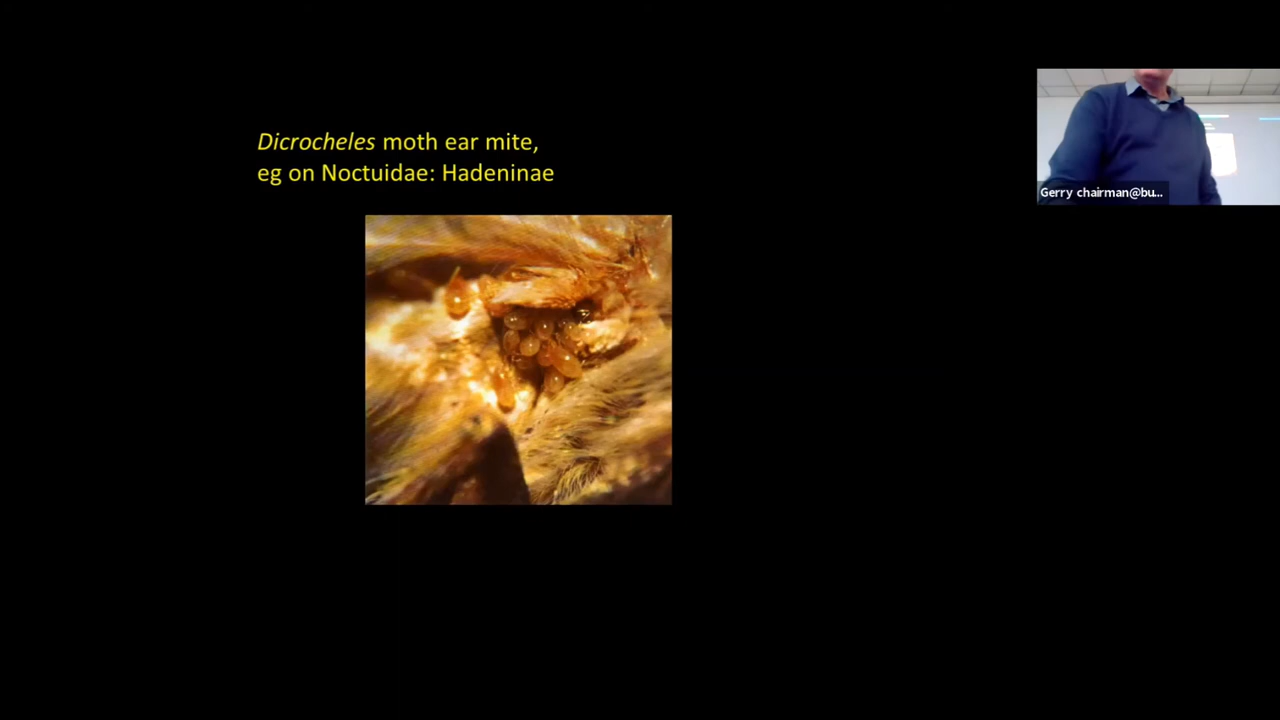 Dicrocheles moth ear mite,
eg on Noctuidae: Hadeninae
Gerry chairman@bu...